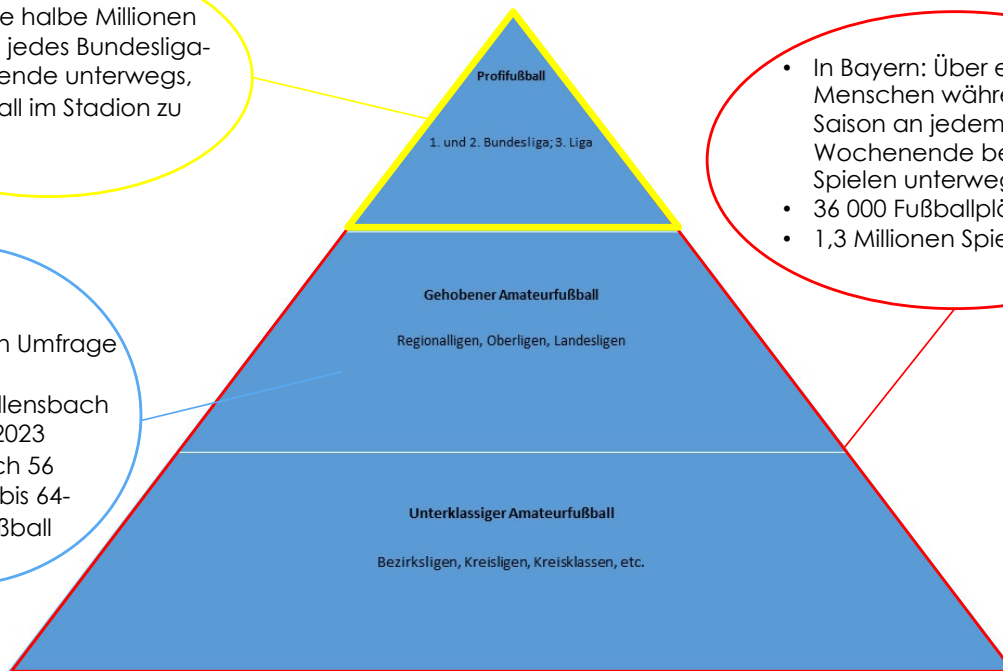 e halbe Millionen
jedes Bundesliga-
ende unterwegs,
all im Stadion zu
Profifußball
1. und 2. Bundesliga; 3. Liga
• In Bayern: Über e
Menschen währe
Saison an jedem
Wochenende be
Spielen unterweg
• 36 000 Fußballplä
• 1,3 Millionen Spie
n Umfrage
llensbach
2023
ch 56
bis 64-
ßball
Gehobener Amateurfußball
Regionalligen, Oberligen, Landesligen
Unterklassiger Amateurfußball
Bezirksligen, Kreisligen, Kreisklassen, etc.